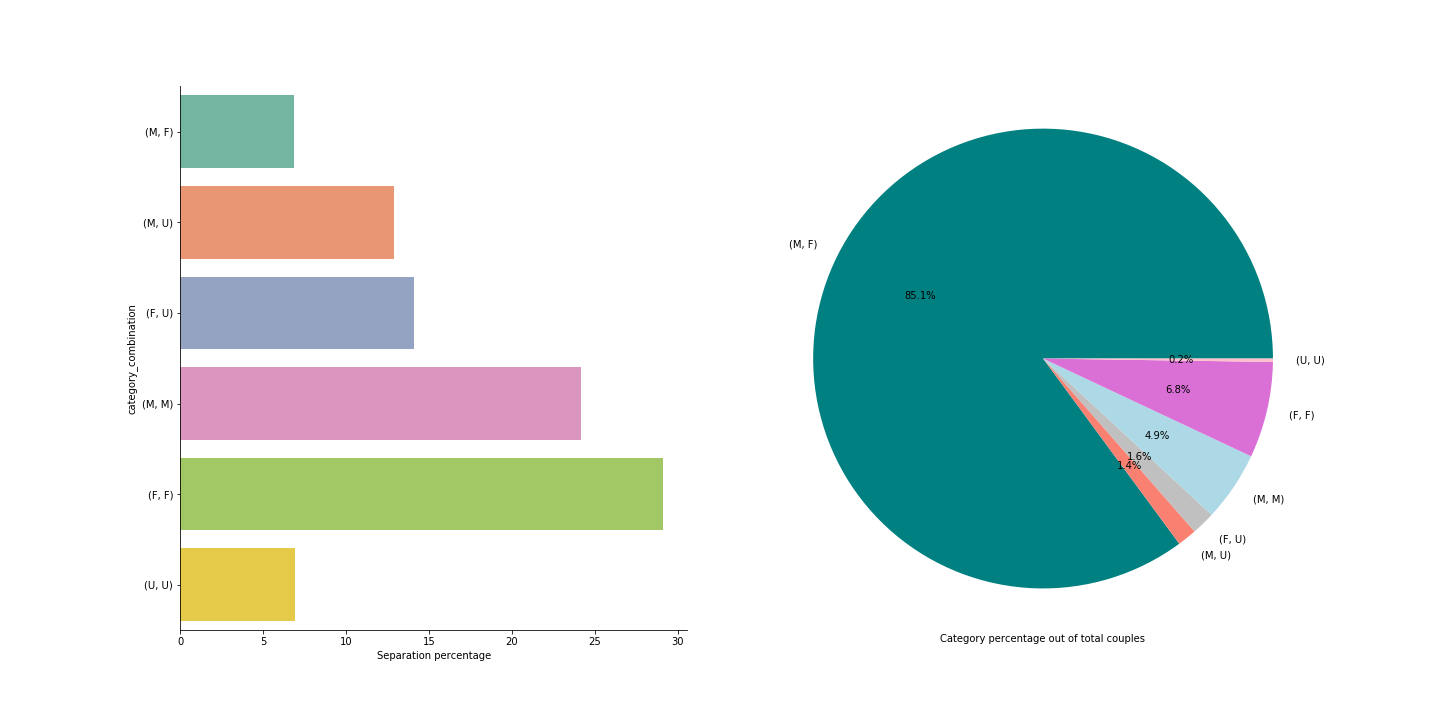 (M, F)
(M, U)
(F, U)
(M, M)
(F, F)
(U, U)
category_combination
0 5 10 15 20 25 30
Separation percentage
(M, F)
85.1%
0.2%
(U, U)
6.8%
(F, F)
4.9%
1.6%
1.4%
(M, M)
(F, U)
(M, U)
Category percentage out of total couples